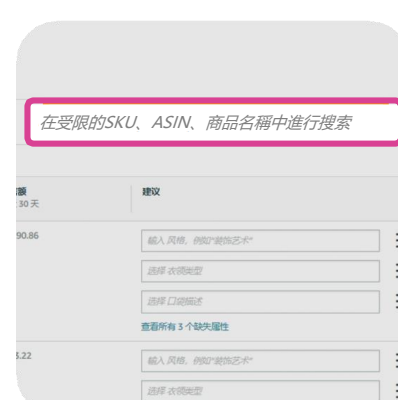 在受限的SKU、ASIN、商品名稱中進行搜索
建议
30 天
90.86
输入 风格，例如"装饰艺术"
选择 衣领类型
选择 口袋描述
查看所有 3 个缺失属性
3.22
输入 风格，例如"装饰艺术"
选择 衣领类型